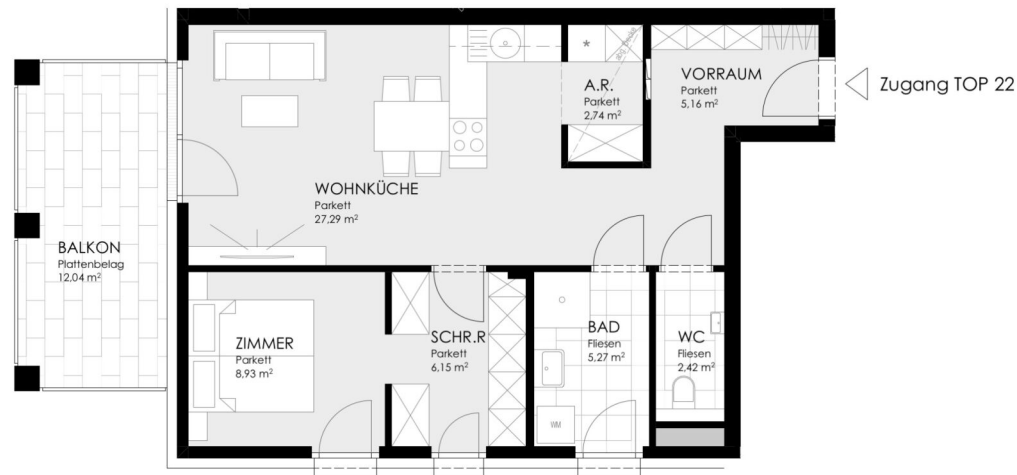 VORRAUM
Parkett
5,16 m²
Zugang TOP 22
*
abg. Decke
A.R.
Parkett
2,74 m²
WOHNKÜCHE
Parkett
27,29 m²
BALKON
Plattenbelag
12,04 m²
ZIMMER
Parkett
8,93 m²
SCHR.R
Parkett
6,15 m²
BAD
Fliesen
5,27 m²
WC
Fliesen
2,42 m²
WM